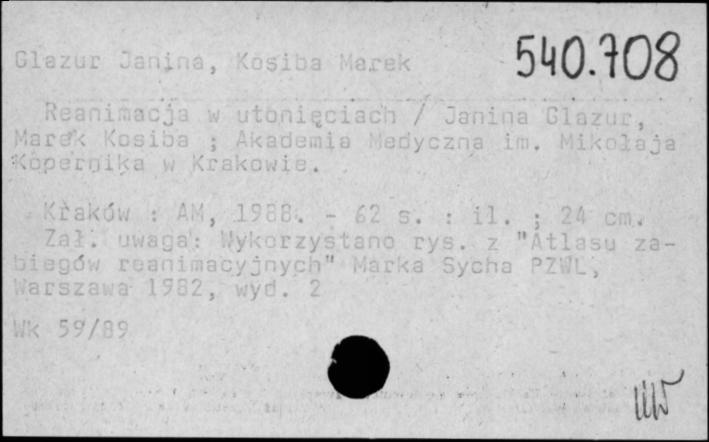 540.708
Glazur Janina, Kosiba Marek
Reanimacja w utonięciach / Janina Glazur,
Marek Kosiba ; Akademia Medyczna im. Mikołaja
Kopernika w Krakowie.
Kraków : AM, 1988. - 62 s. : il. ; 24 cm.
Zał. uwaga: Wykorzystano rys. z "Atlasu za-
biegów reanimacyjnych" Marka Sycha PZWL,
Warszawa 1982, wyd. 2
Wk 59/89